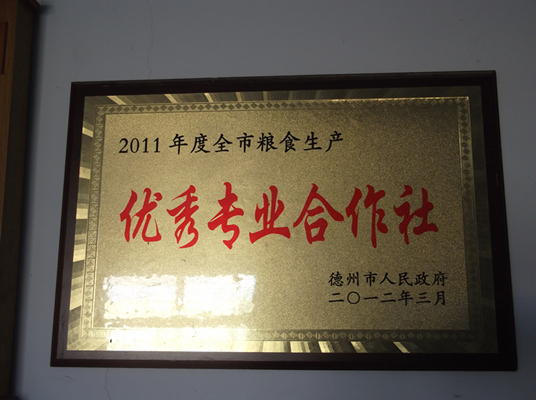 2011年度全市粮食生产
优秀专业合作社
德州市人民政府
二〇一二年三月